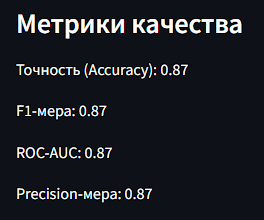 Метрики качества
Точность (Accuracy): 0.87
F1-мера: 0.87
ROC-AUC: 0.87
Precision-мера: 0.87